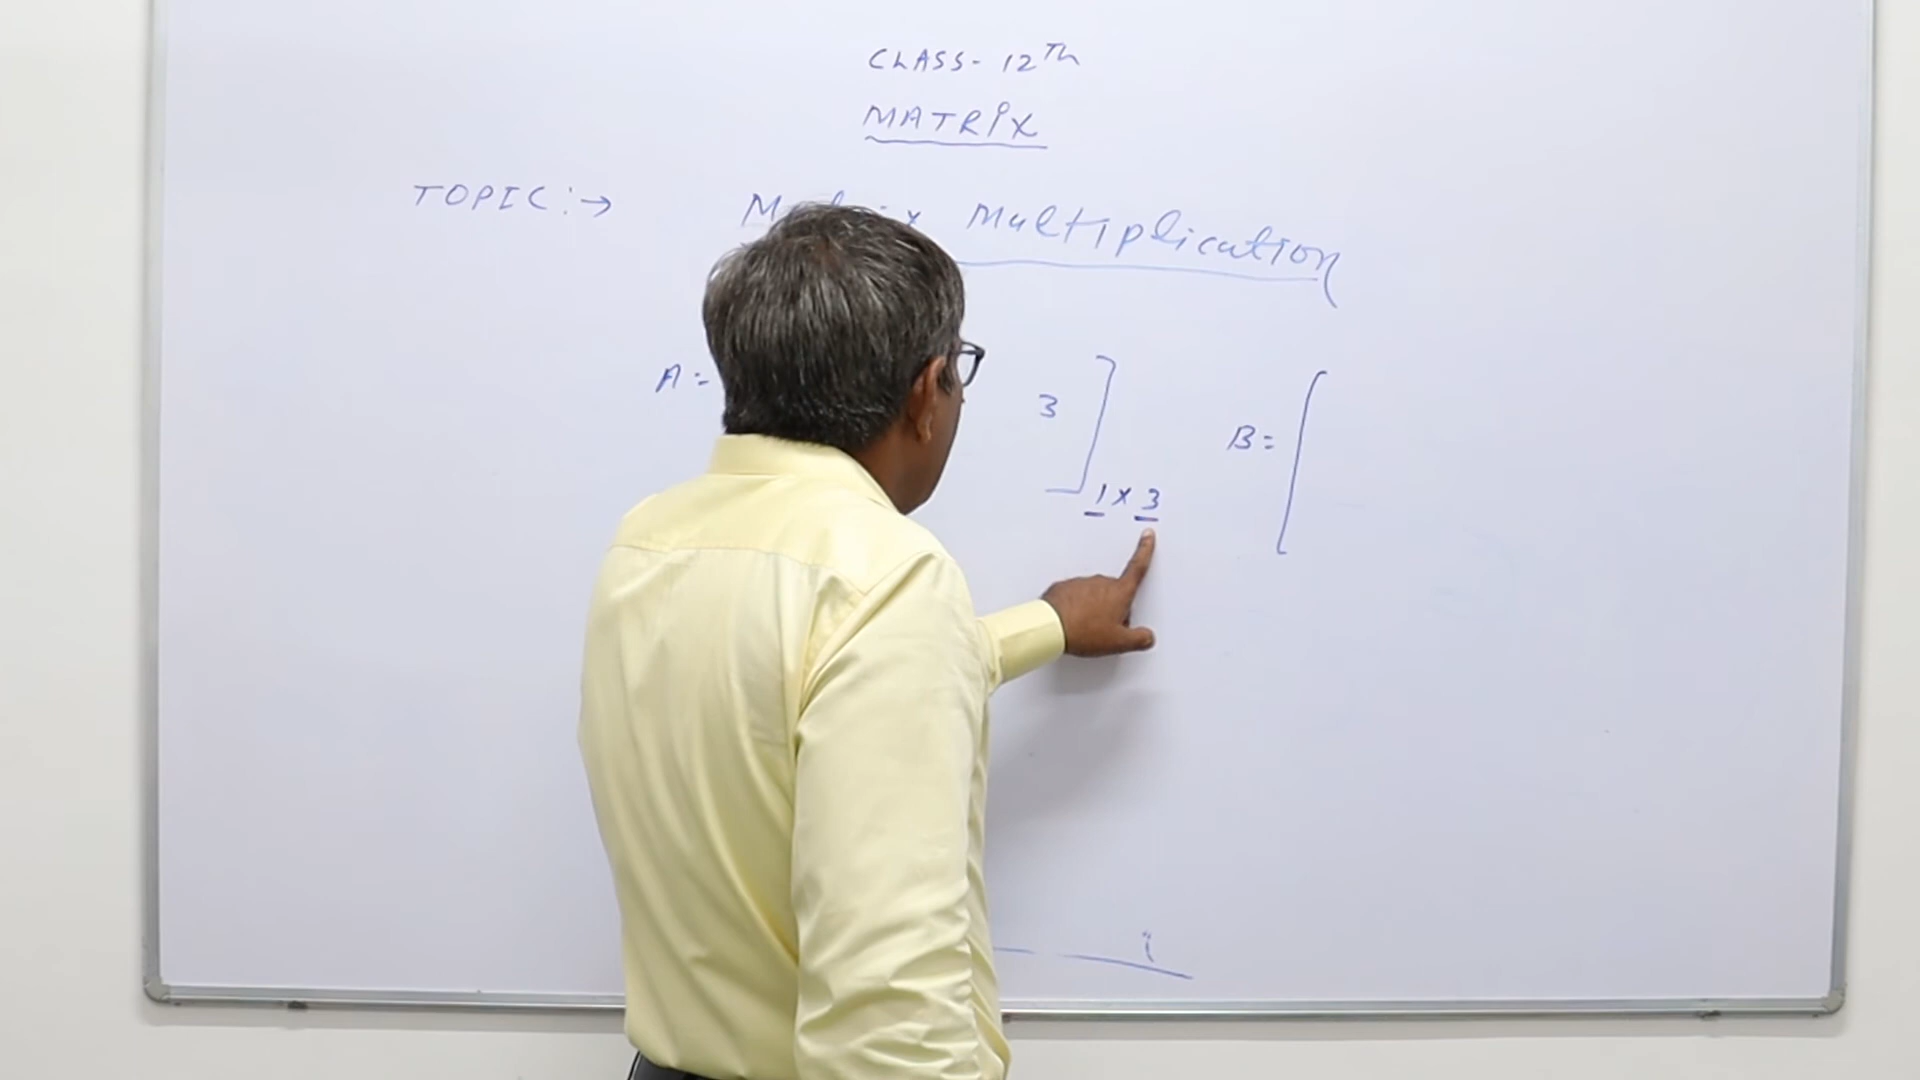 CLASS- 12Th
MATRIX
TOPIC:→ Matrix Multiplication
A= 3 ] 1 x 3 B= [